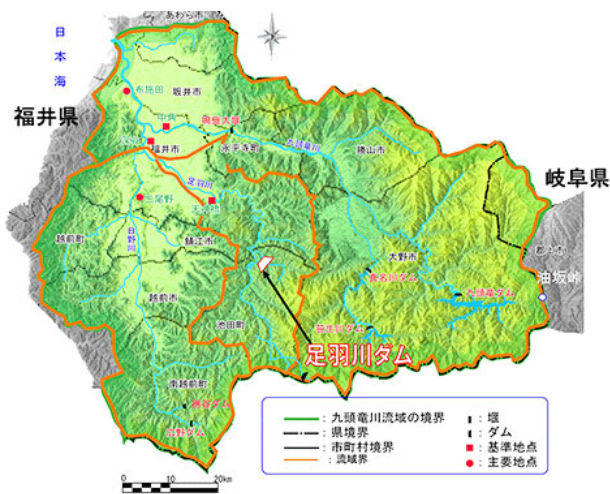 あわら市
日本海
坂井市
布施田
福井県
中角
鳴鹿大堰
福井市
永平寺町
九頭竜川
勝山市
足羽川
岐阜県
三尾野
天神橋
日野川
越前町
鯖江市
大野市
郡上市
油坂峠
真名川ダム
九頭竜ダム
越前市
池田町
笹生川ダム
足羽川ダム
南越前町
桝谷ダム
広野ダム
：九頭竜川流域の境界
：県境界
：市町村境界
：流域界
：堰
：ダム
：基準地点
：主要地点
0 10 20km